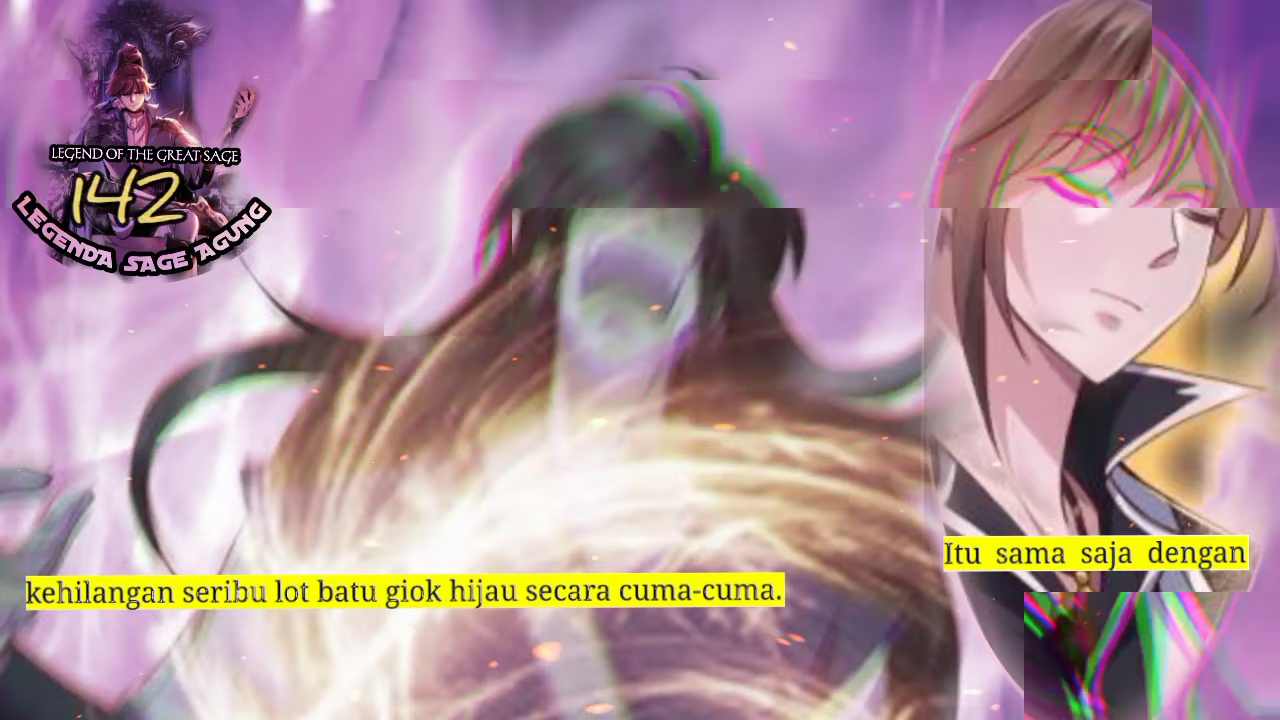 LEGEND OF THE GREAT SAGE
142
LEGENDA SAGE AGUNG
Itu sama saja dengan
kehilangan seribu lot batu giok hijau secara cuma-cuma.